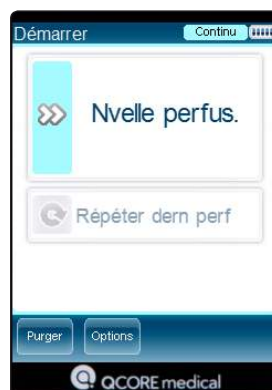 Démarrer
Continu
Nvelle perfus.
Répéter dern perf
Purger
Options
QCORE medical